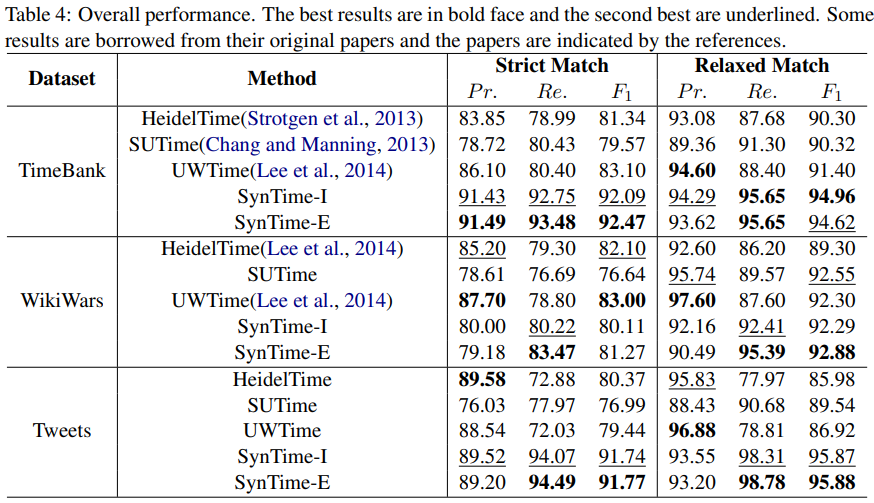 Table 4: Overall performance. The best results are in bold face and the second best are underlined. Some
results are borrowed from their original papers and the papers are indicated by the references.
Dataset Method Strict Match Relaxed Match
Pr. Re. F1 Pr. Re. F1
HeidelTime(Strotgen et al., 2013) 83.85 78.99 81.34 93.08 87.68 90.30
SUTime(Chang and Manning, 2013) 78.72 80.43 79.57 89.36 91.30 90.32
TimeBank UWTime(Lee et al., 2014) 86.10 80.40 83.10 94.60 88.40 91.40
SynTime-I 91.43 92.75 92.09 94.29 95.65 94.96
SynTime-E 91.49 93.48 92.47 93.62 95.65 94.62
HeidelTime(Lee et al., 2014) 85.20 79.30 82.10 92.60 86.20 89.30
SUTime 78.61 76.69 76.64 95.74 89.57 92.55
WikiWars UWTime(Lee et al., 2014) 87.70 78.80 83.00 97.60 87.60 92.30
SynTime-I 80.00 80.22 80.11 92.16 92.41 92.29
SynTime-E 79.18 83.47 81.27 90.49 95.39 92.88
HeidelTime 89.58 72.88 80.37 95.83 77.97 85.98
SUTime 76.03 77.97 76.99 88.43 90.68 89.54
Tweets UWTime 88.54 72.03 79.44 96.88 78.81 86.92
SynTime-I 89.52 94.07 91.74 93.55 98.31 95.87
SynTime-E 89.20 94.49 91.77 93.20 98.78 95.88